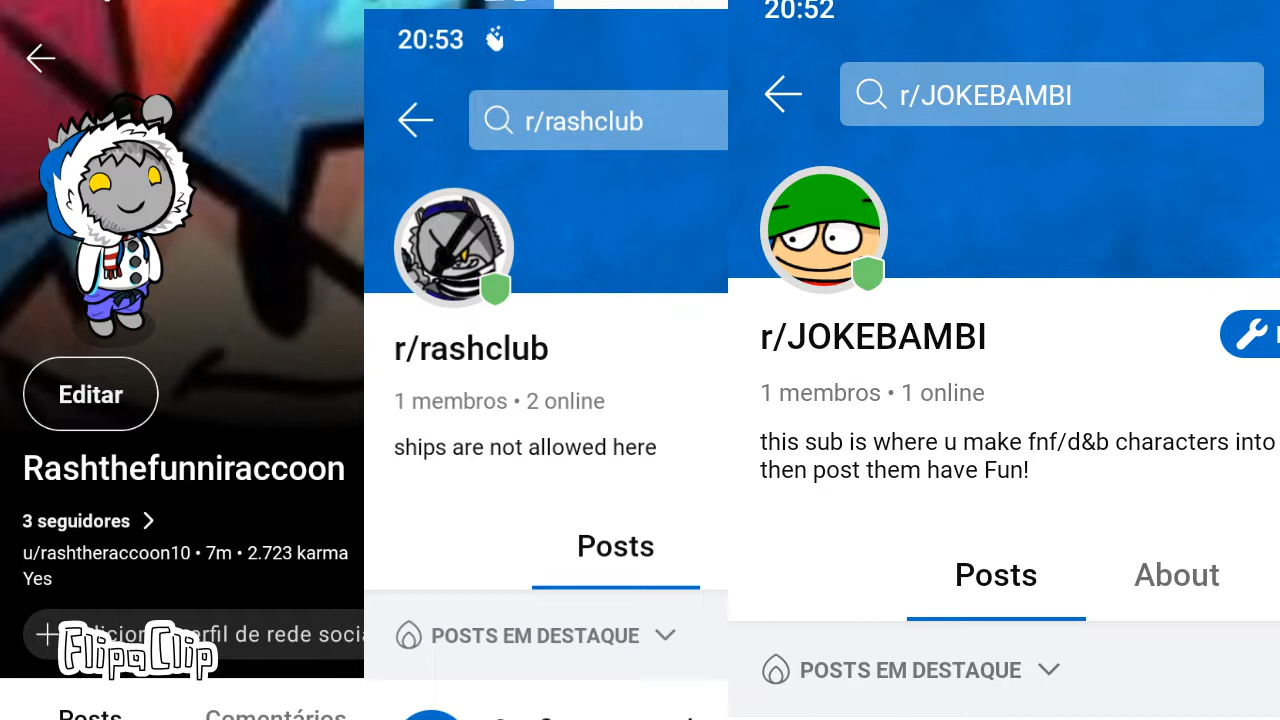 Editar
Rashthefunniraccoon
3 seguidores
u/rashtheraccoon10 • 7m • 2.723 karma
Yes
FlipaClip
Posts
Comentários
20:53
r/rashclub
r/rashclub
1 membros • 2 online
ships are not allowed here
Posts
POSTS EM DESTAQUE
20:52
r/JOKEBAMBI
r/JOKEBAMBI
1 membros • 1 online
this sub is where u make fnf/d&b characters into
then post them have Fun!
Posts About
POSTS EM DESTAQUE